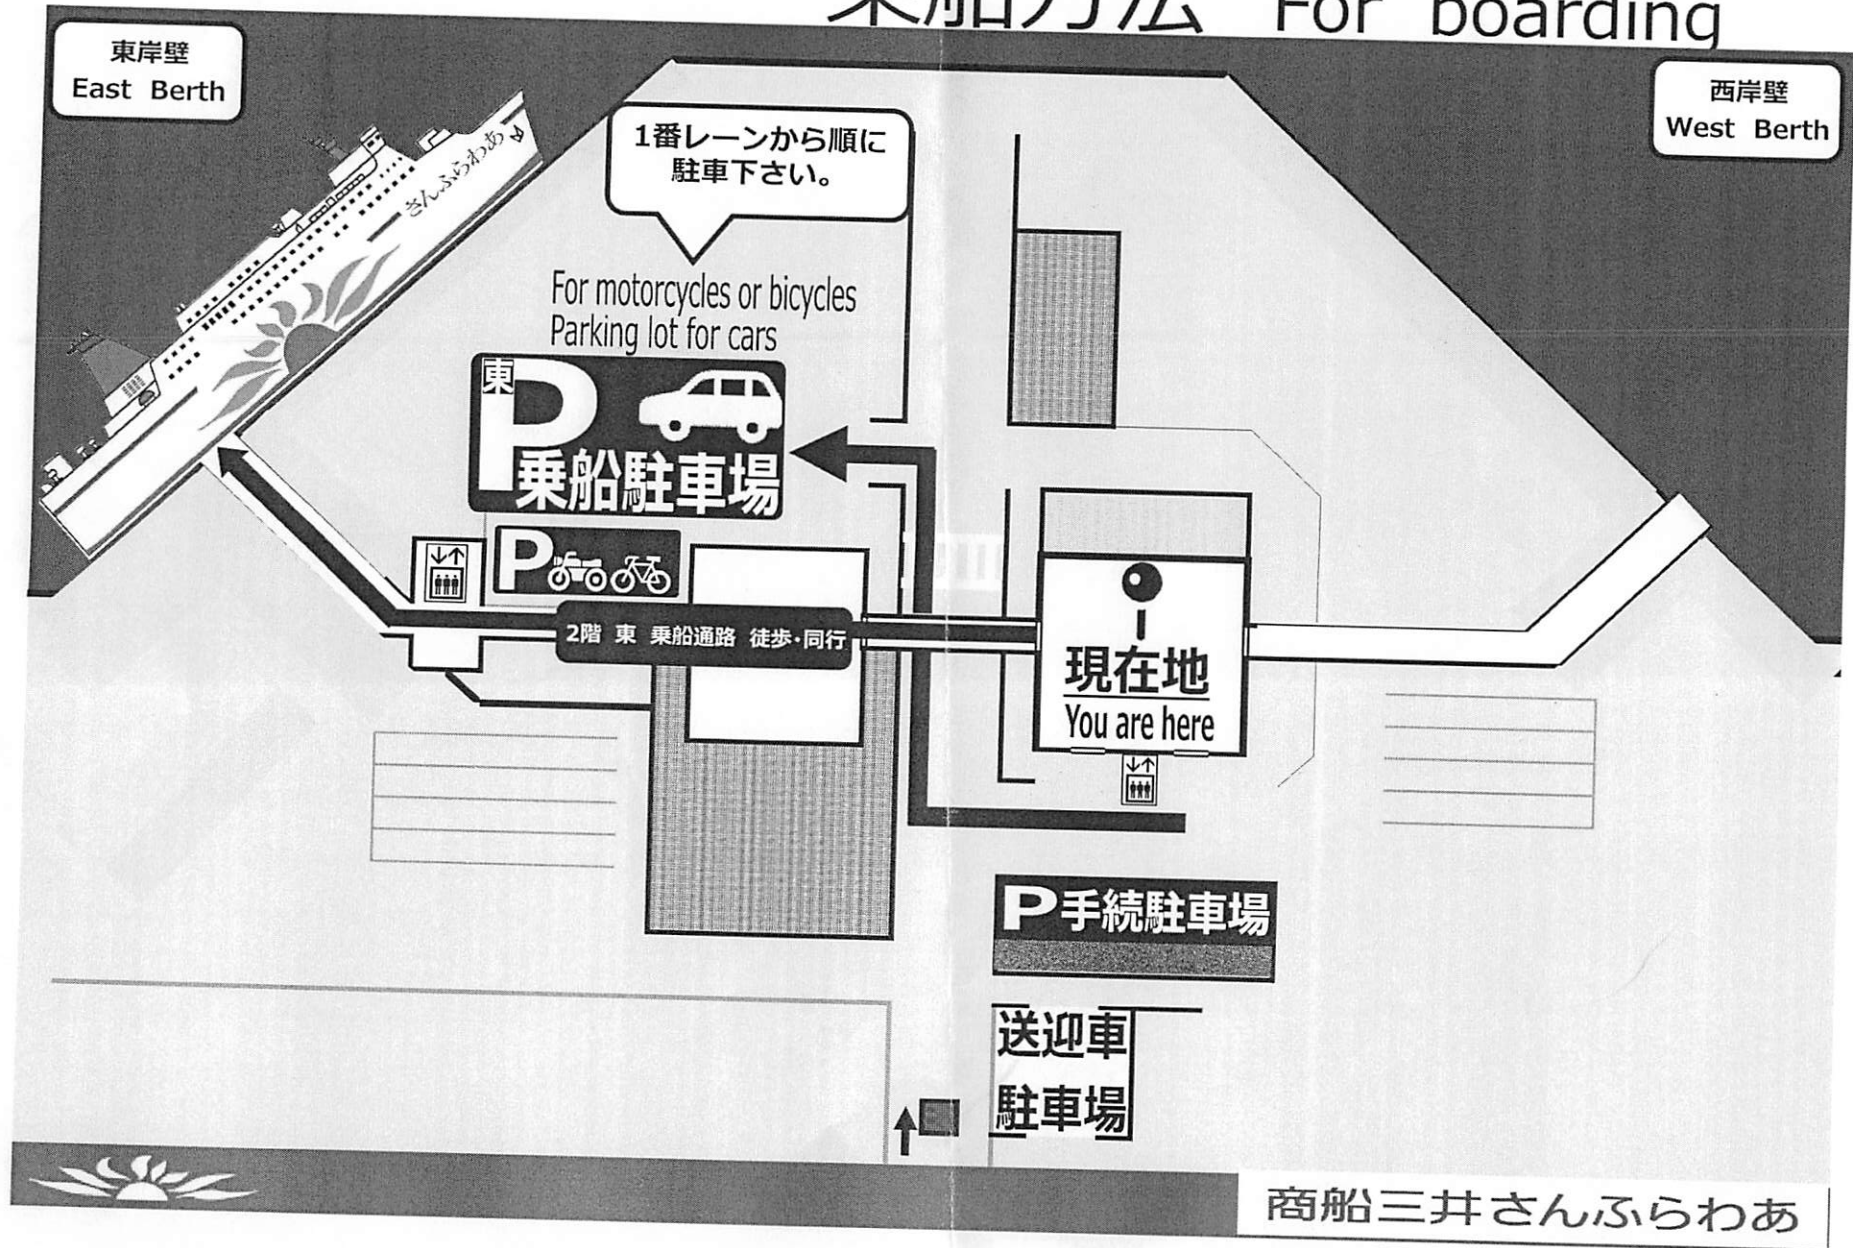 乗船方法 For boarding
東岸壁
East Berth
西岸壁
West Berth
1番レーンから順に
駐車下さい。
さんふらわあ
For motorcycles or bicycles
Parking lot for cars
東
P
乗船駐車場
P
2階 東 乗船通路 徒歩・同行
現在地
You are here
P手続駐車場
送迎車
駐車場
商船三井さんふらわあ